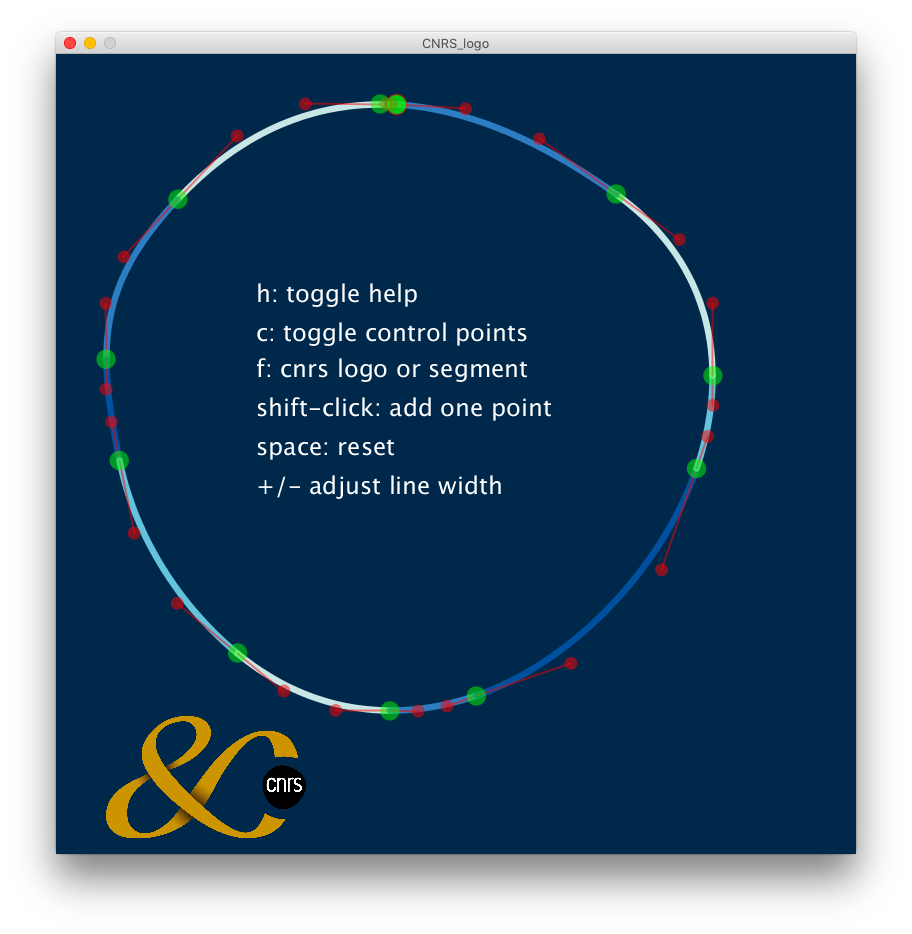 CNRS_logo
h: toggle help
c: toggle control points
f: cnrs logo or segment
shift-click: add one point
space: reset
+/- adjust line width
&C
cnrs